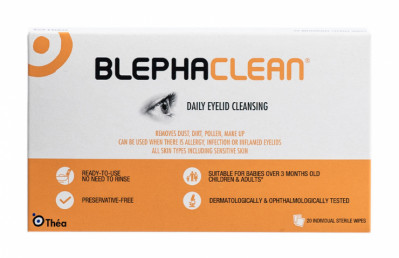 BLEPHACLEAN®
DAILY EYELID CLEANSING
REMOVES DUST, DIRT, POLLEN, MAKE UP
CAN BE USED WHEN THERE IS ALLERGY, INFECTION OR INFLAMED EYELIDS
ALL SKIN TYPES INCLUDING SENSITIVE SKIN
READY-TO-USE
NO NEED TO RINSE
SUITABLE FOR BABIES OVER 3 MONTHS OLD
CHILDREN & ADULTS*
PRESERVATIVE-FREE
DERMATOLOGICALLY & OPHTHALMOLOGICALLY TESTED
Théa
20 INDIVIDUAL STERILE WIPES